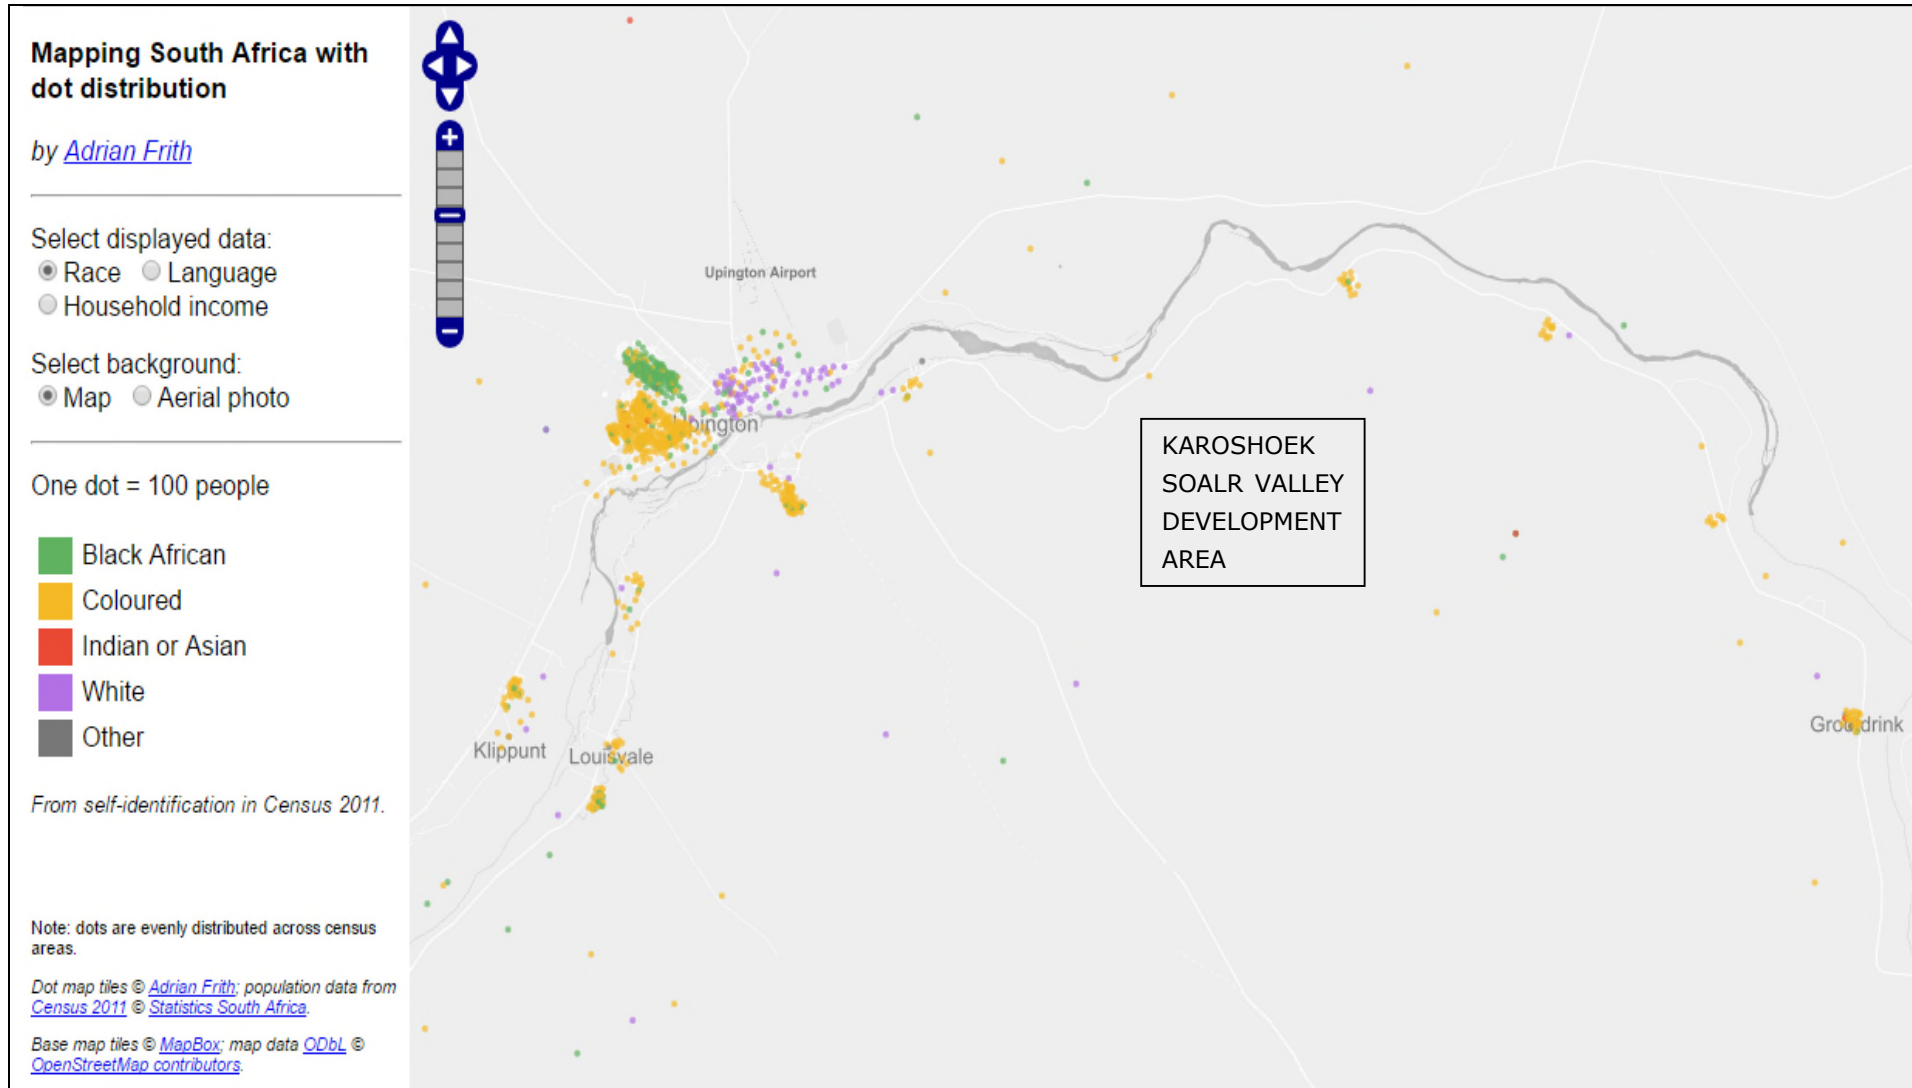 Mapping South Africa with
dot distribution
by Adrian Frith
Select displayed data:
Race Language
Household income
Select background:
Map Aerial photo
One dot = 100 people
Black African
Coloured
Indian or Asian
White
Other
From self-identification in Census 2011.
Note: dots are evenly distributed across census
areas.
Dot map tiles © Adrian Frith; population data from
Census 2011 © Statistics South Africa.
Base map tiles © MapBox; map data ODbL ©
OpenStreetMap contributors.
Upington Airport
Upington
KAROSHOEK
SOALR VALLEY
DEVELOPMENT
AREA
Klippunt
Louisvale
Grootdrink